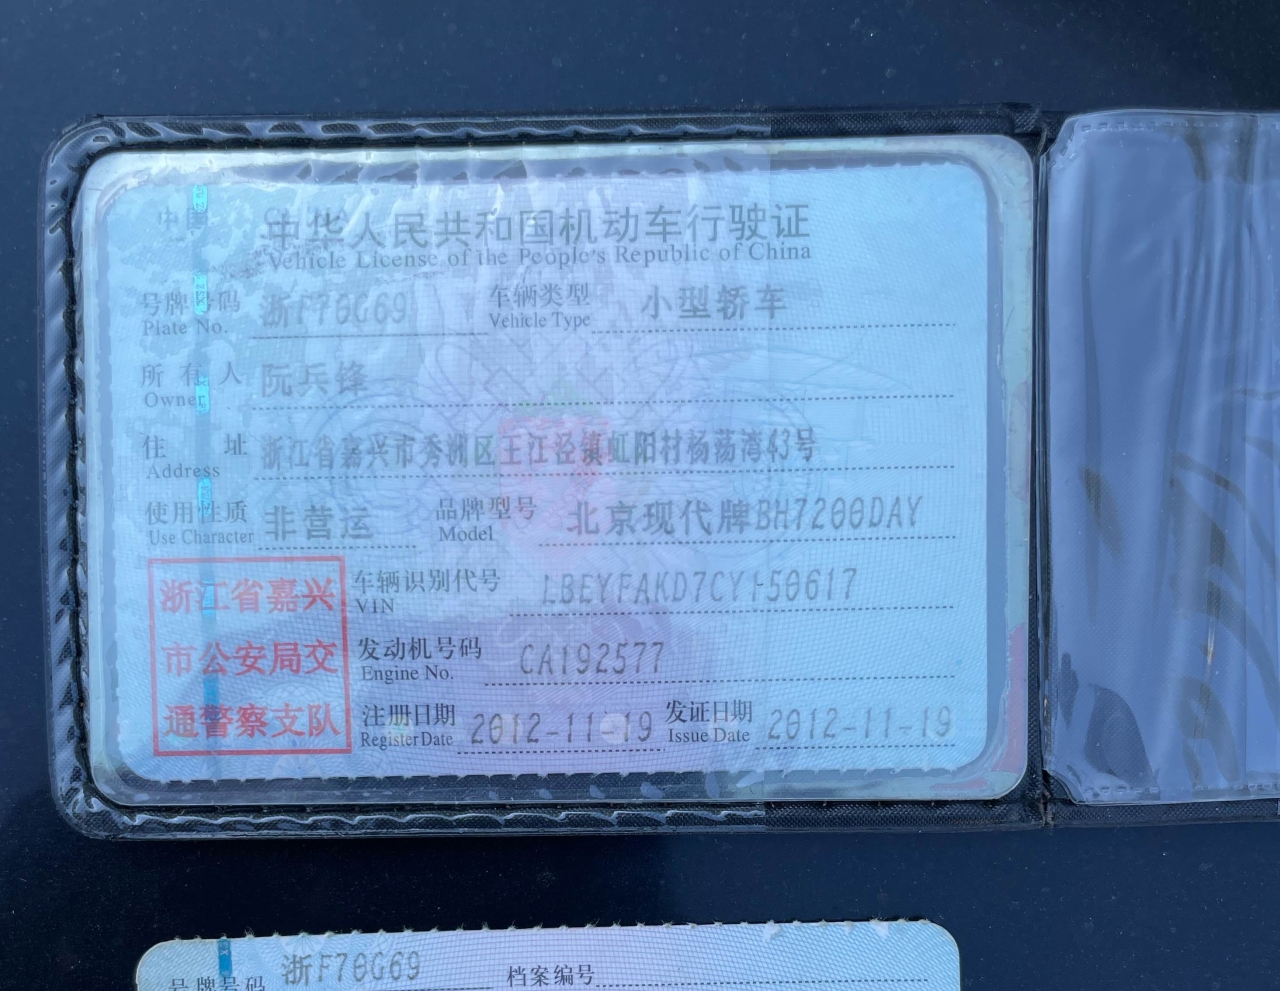 中华人民共和国机动车行驶证
Vehicle License of the People's Republic of China
号牌号码 浙F70G69 车辆类型 小型轿车
Plate No. Vehicle Type
所有人 阮兵锋
Owner
住址 浙江省嘉兴市秀洲区王江泾镇虹阳村杨荡湾43号
Address
使用性质 非营运 品牌型号 北京现代牌BH7200DAY
Use Character Model
浙江省嘉兴
市公安局交
通警察支队
车辆识别代号 LBEYFAKD7CY150617
VIN
发动机号码 CA192577
Engine No.
注册日期 2012-11-19 发证日期 2012-11-19
Register Date Issue Date
号牌号码 浙F70G69 档案编号